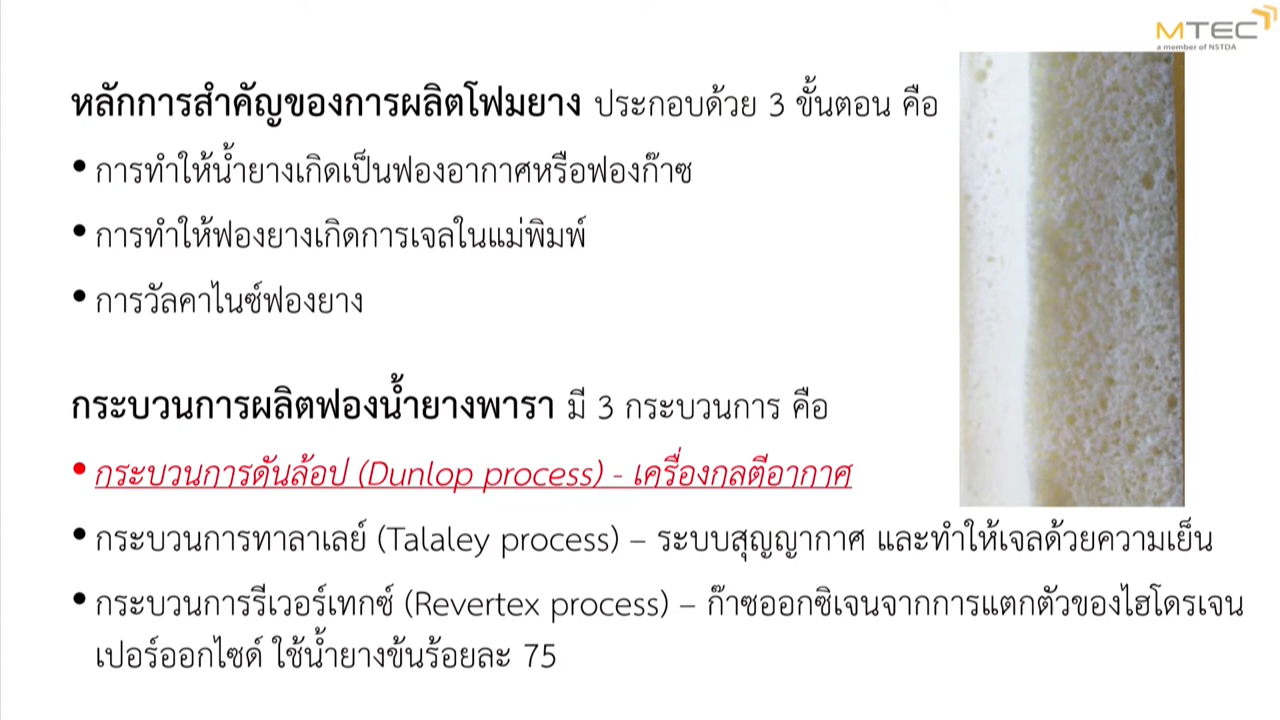 MTEC
a member of NSTDA
หลักการสำคัญของการผลิตโฟมยาง ประกอบด้วย 3 ขั้นตอน คือ
• การทำให้น้ำยางเกิดเป็นฟองอากาศหรือฟองก๊าซ
• การทำให้ฟองยางเกิดการเจลในแม่พิมพ์
• การวัลคาไนซ์ฟองยาง
กระบวนการผลิตฟองน้ำยางพารา มี 3 กระบวนการ คือ
• กระบวนการดันล้อป (Dunlop process) - เครื่องกลตีอากาศ
• กระบวนการทาลาเลย์ (Talaley process) – ระบบสุญญากาศ และทำให้เจลด้วยความเย็น
• กระบวนการรีเวอร์เทกซ์ (Revertex process) – ก๊าซออกซิเจนจากการแตกตัวของไฮโดรเจน
เปอร์ออกไซด์ ใช้น้ำยางข้นร้อยละ 75